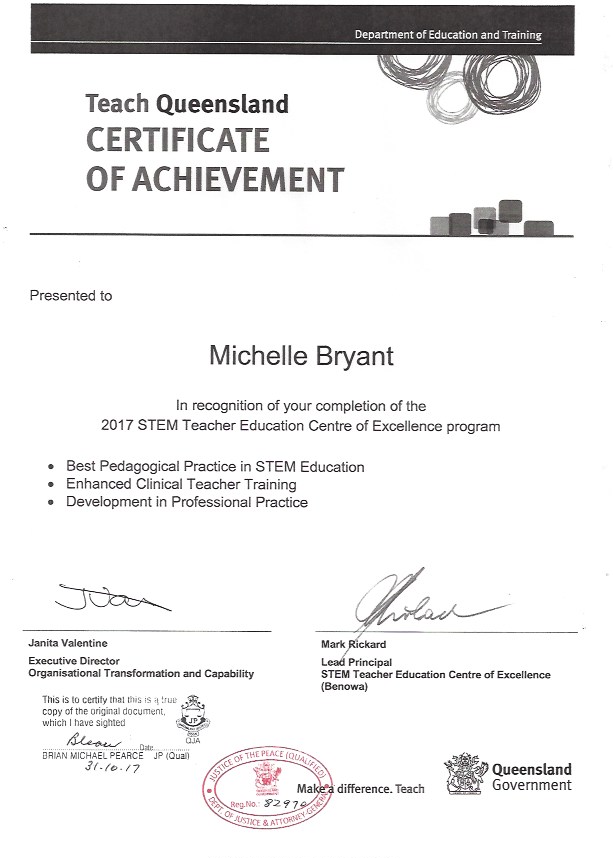 Department of Education and Training
Teach Queensland
CERTIFICATE
OF ACHIEVEMENT
Presented to
Michelle Bryant
In recognition of your completion of the
2017 STEM Teacher Education Centre of Excellence program
• Best Pedagogical Practice in STEM Education
• Enhanced Clinical Teacher Training
• Development in Professional Practice
Janita Valentine
Executive Director
Organisational Transformation and Capability
Mark Rickard
Lead Principal
STEM Teacher Education Centre of Excellence
(Benowa)
This is to certify that this is a true
copy of the original document,
which I have sighted
JP
QJA
Date
BRIAN MICHAEL PEARCE JP (Qual)
31-10-17
JUSTICE OF THE PEACE (QUALIFIED)
Reg.No.: 82970
DEPT. OF JUSTICE & ATTORNEY-GENERAL
Make a difference. Teach
Queensland
Government